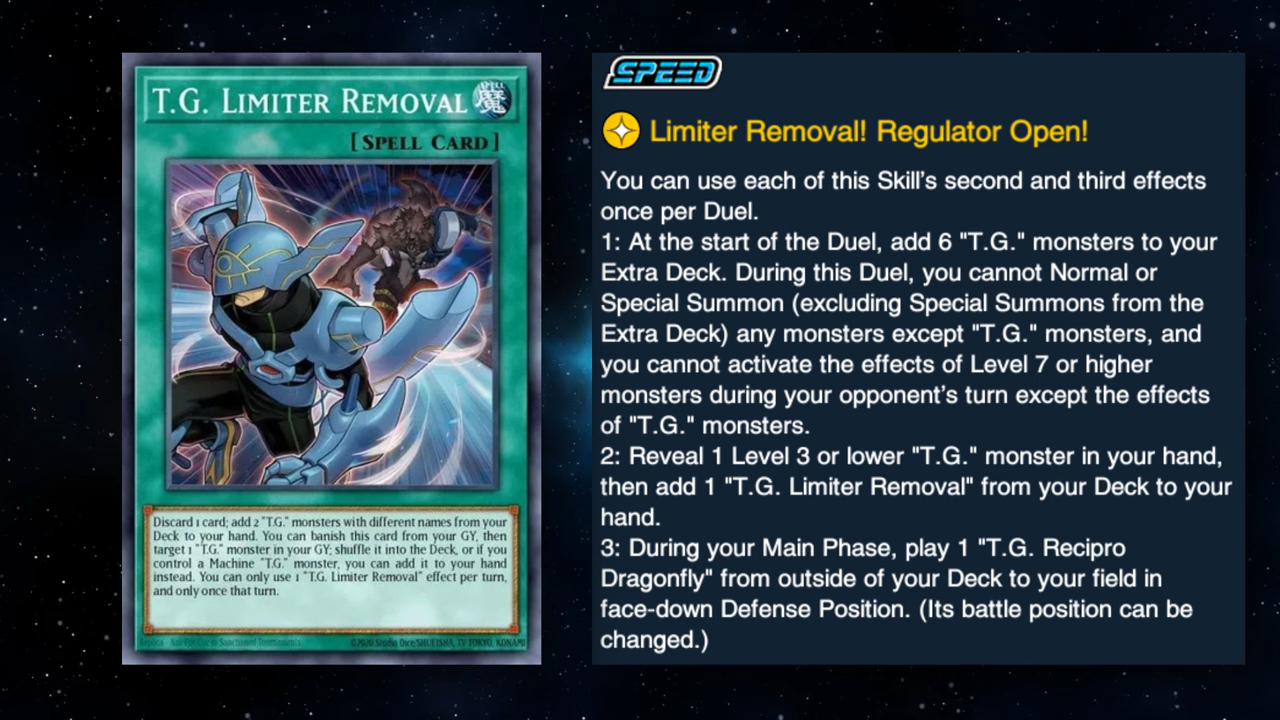 T.G. LIMITER REMOVAL 魔
[SPELL CARD]
Discard 1 card; add 2 "T.G." monsters with different names from your
Deck to your hand. You can banish this card from your GY, then
target 1 "T.G." monster in your GY; shuffle it into the Deck, or if you
control a Machine "T.G." monster, you can add it to your hand
instead. You can only use 1 "T.G. Limiter Removal" effect per turn,
and only once that turn.
©2020 Studio Dice/SHUEISHA, TV TOKYO, KONAMI
SPEED
Limiter Removal! Regulator Open!
You can use each of this Skill’s second and third effects
once per Duel.
1: At the start of the Duel, add 6 "T.G." monsters to your
Extra Deck. During this Duel, you cannot Normal or
Special Summon (excluding Special Summons from the
Extra Deck) any monsters except "T.G." monsters, and
you cannot activate the effects of Level 7 or higher
monsters during your opponent’s turn except the effects
of "T.G." monsters.
2: Reveal 1 Level 3 or lower "T.G." monster in your hand,
then add 1 "T.G. Limiter Removal" from your Deck to your
hand.
3: During your Main Phase, play 1 "T.G. Recipro
Dragonfly" from outside of your Deck to your field in
face-down Defense Position. (Its battle position can be
changed.)